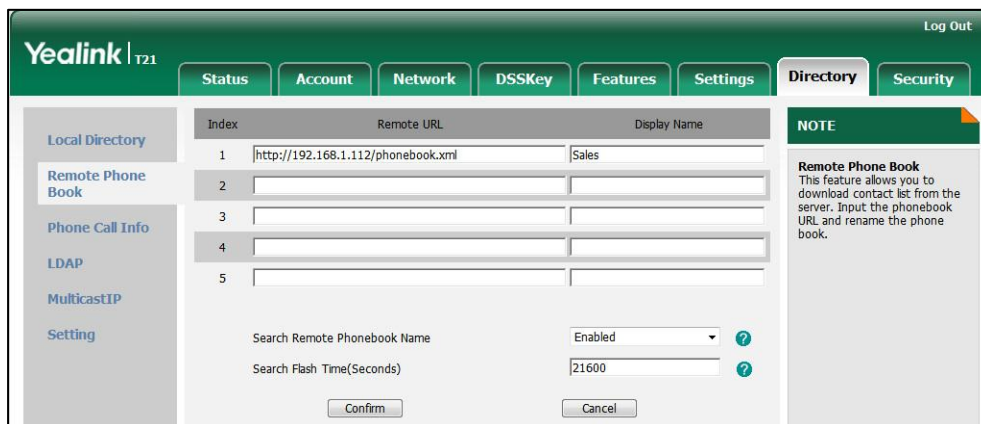 Log Out
Yealink T21
Status Account Network DSSKey Features Settings Directory Security
Local Directory
Remote Phone
Book
Phone Call Info
LDAP
MulticastIP
Setting
Index Remote URL Display Name
1 http://192.168.1.112/phonebook.xml Sales
2
3
4
5
Search Remote Phonebook Name Enabled ?
Search Flash Time(Seconds) 21600 ?
Confirm Cancel
NOTE
Remote Phone Book
This feature allows you to
download contact list from the
server. Input the phonebook
URL and rename the phone
book.